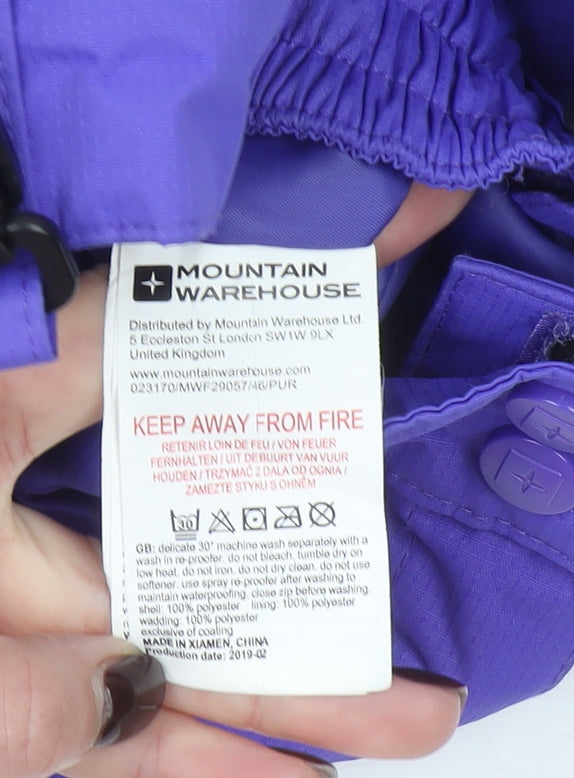 MOUNTAIN
WAREHOUSE
Distributed by Mountain Warehouse Ltd.
5 Eccleston St London SW1W 9LX
United Kingdom
www.mountainwarehouse.com
023170/MWF29057/46/PUR
KEEP AWAY FROM FIRE
RETENIR LOIN DE FEU / VON FEUER
FERNHALTEN / UIT DE BUURT VAN VUUR
HOUDEN / TRZYMAĆ Z DALA OD OGNIA /
ZAMEZTE STYKU S OHNĚM
30
GB: delicate 30° machine wash separately with a
wash in re-proofer. do not bleach. tumble dry on
low heat. do not iron. do not dry clean. do not use
softener. use spray re-proofer after washing to
maintain waterproofing. close zip before washing.
shell: 100% polyester lining: 100% polyester
wadding: 100% polyester
exclusive of coating
MADE IN XIAMEN, CHINA
Production date: 2019-02